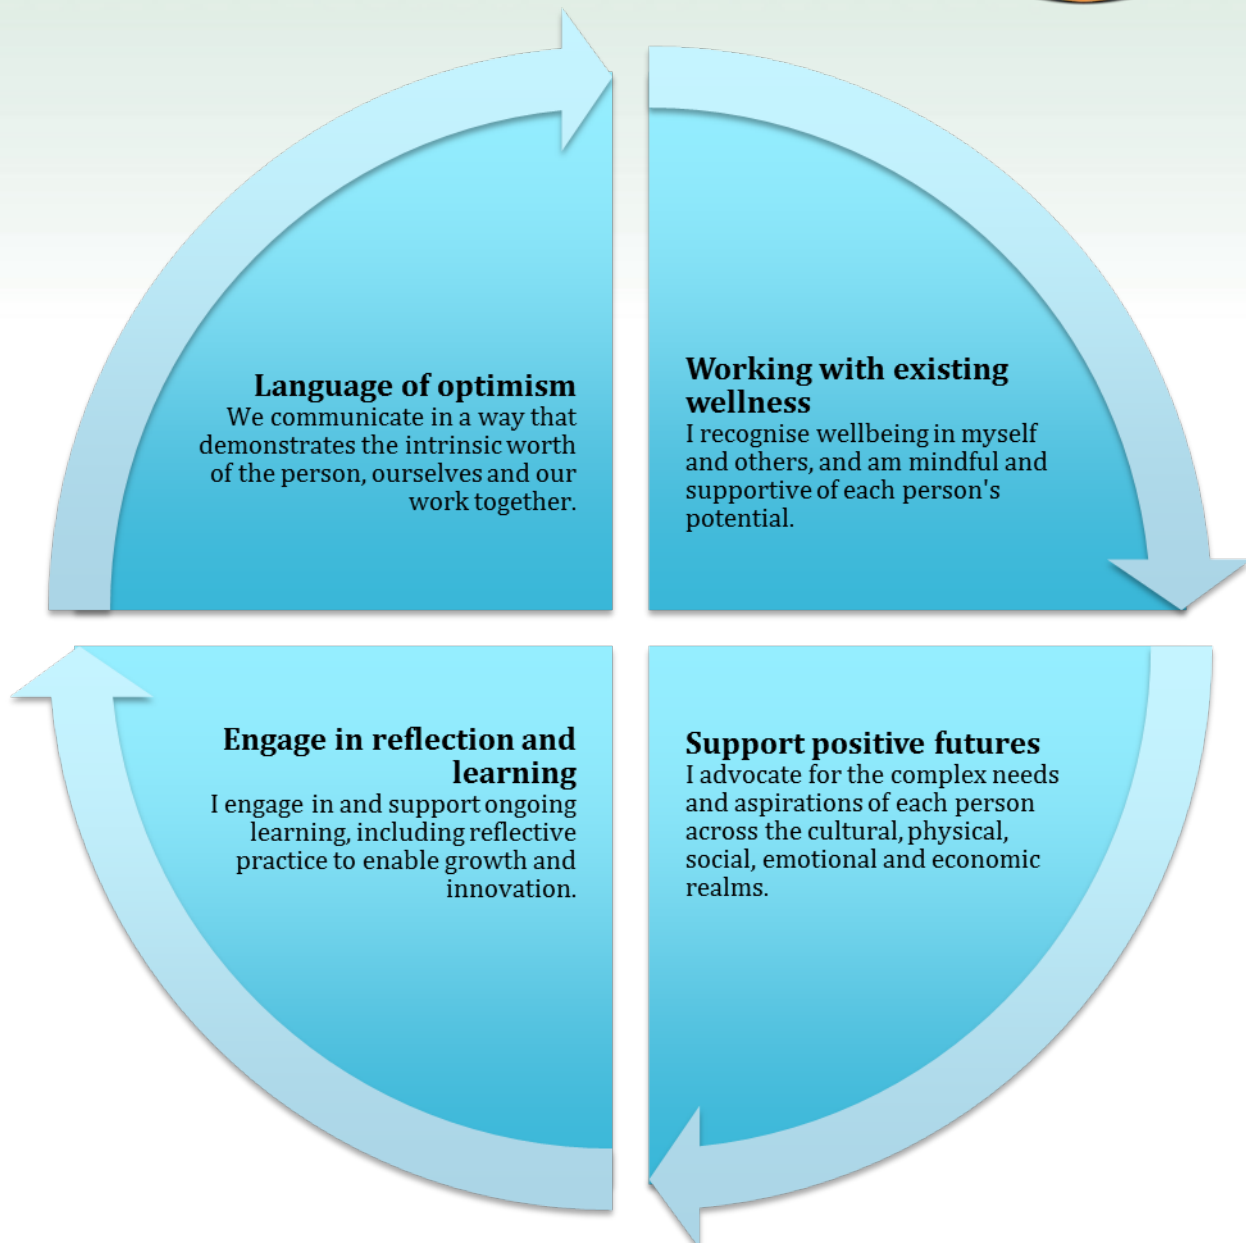 Language of optimism
We communicate in a way that
demonstrates the intrinsic worth
of the person, ourselves and our
work together.
Working with existing
wellness
I recognise wellbeing in myself
and others, and am mindful and
supportive of each person's
potential.
Engage in reflection and
learning
I engage in and support ongoing
learning, including reflective
practice to enable growth and
innovation.
Support positive futures
I advocate for the complex needs
and aspirations of each person
across the cultural, physical,
social, emotional and economic
realms.